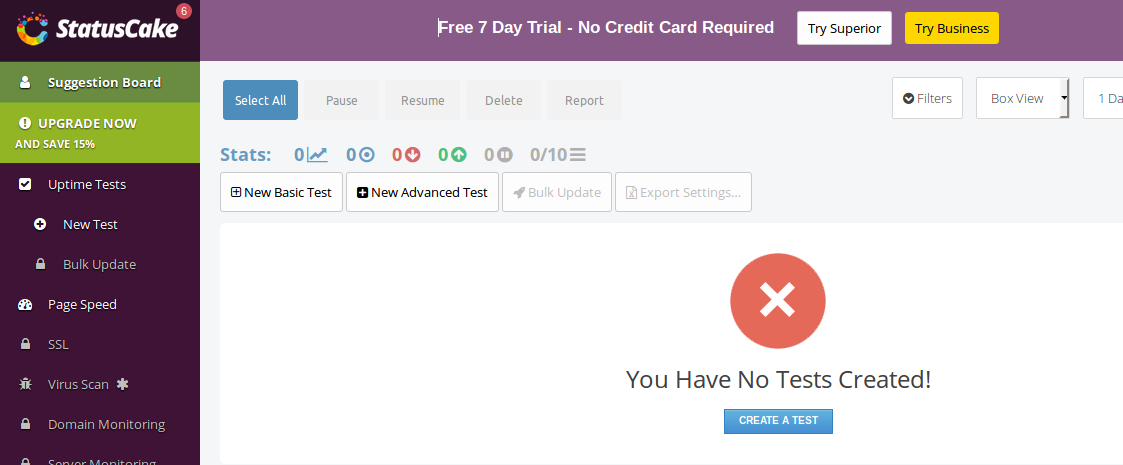 StatusCake
6
Free 7 Day Trial - No Credit Card Required
Try Superior
Try Business
Suggestion Board
UPGRADE NOW
AND SAVE 15%
Uptime Tests
New Test
Bulk Update
Page Speed
SSL
Virus Scan
Domain Monitoring
Server Monitoring
Select All
Pause
Resume
Delete
Report
Filters
Box View
1 Da
Stats: 0 0 0 0 0 0/10
New Basic Test
New Advanced Test
Bulk Update
Export Settings...
You Have No Tests Created!
CREATE A TEST